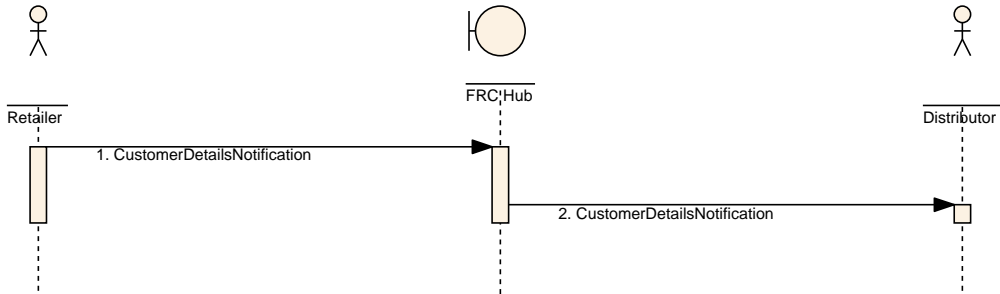 FRC Hub
Retailer
Distributor
1. CustomerDetailsNotification
2. CustomerDetailsNotification